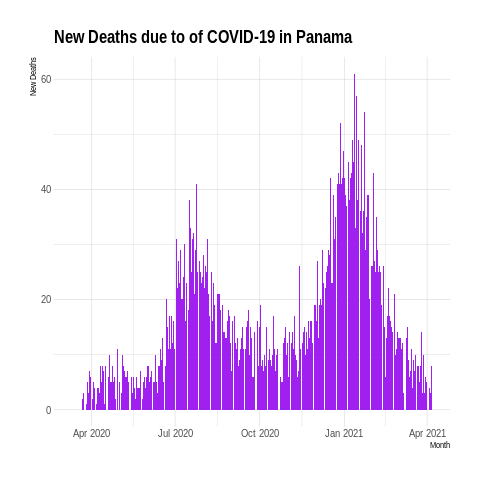 New Deaths due to of COVID-19 in Panama
New Deaths
60
40
20
0
Apr 2020 Jul 2020 Oct 2020 Jan 2021 Apr 2021
Month